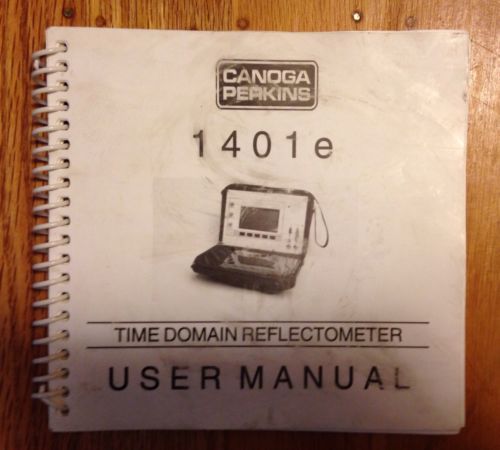 CANOGA
PERKINS
1401e
TIME DOMAIN REFLECTOMETER
USER MANUAL